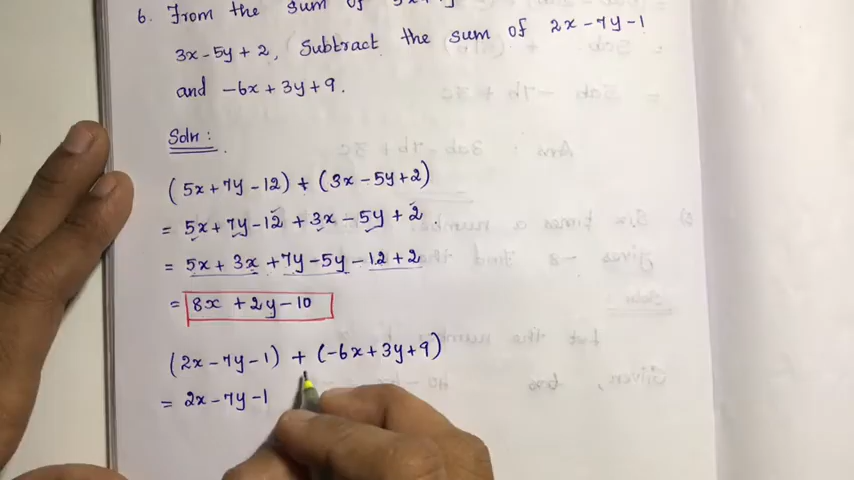 6. From the sum of
3x-5y+2, Subtract the sum of 2x-7y-1
and -6x+3y+9.
Soln:
(5x+7y-12)+(3x-5y+2)
= 5x+7y-12+3x-5y+2
= 5x+3x+7y-5y-12+2
= 8x+2y-10
(2x-7y-1)+(-6x+3y+9)
= 2x-7y-1